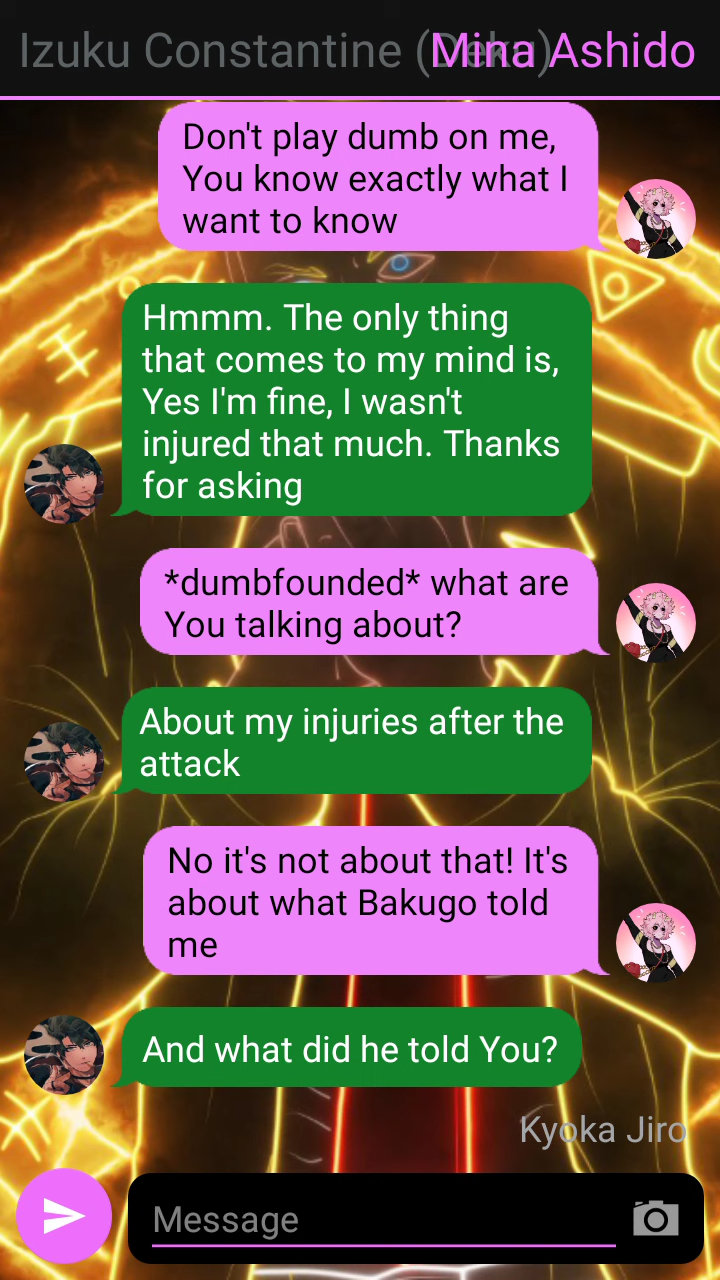 Izuku Constantine (Deku)
Mina Ashido
Don't play dumb on me,
You know exactly what I
want to know
Hmmm. The only thing
that comes to my mind is,
Yes I'm fine, I wasn't
injured that much. Thanks
for asking
*dumbfounded* what are
You talking about?
About my injuries after the
attack
No it's not about that! It's
about what Bakugo told
me
And what did he told You?
Kyoka Jiro
Message